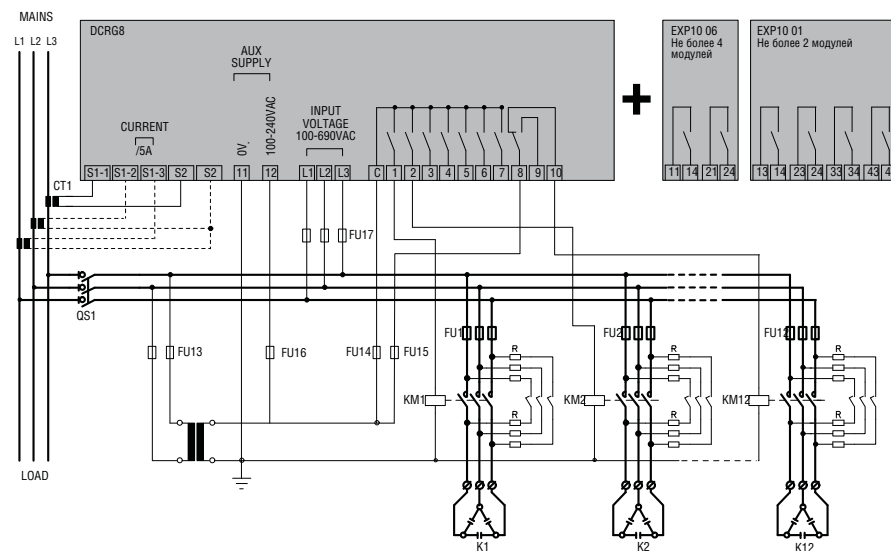 MAINS
L1 L2 L3
DCRG8
AUX
SUPPLY
0V.
100-240VAC
INPUT
VOLTAGE
100-690VAC
CURRENT
/5A
S1-1 S1-2 S1-3 S2 S2 11 12 L1 L2 L3 C 1 2 3 4 5 6 7 8 9 10
EXP10 06
Не более 4
модулей
11 14 21 24
EXP10 01
Не более 2 модулей
13 14 23 24 33 34 43
CT1
FU17
QS1
FU13
FU16
FU14
FU15
FU1
FU2
FU12
R
R
R
KM1
KM2
KM12
R
R
R
LOAD
K1
K2
K12